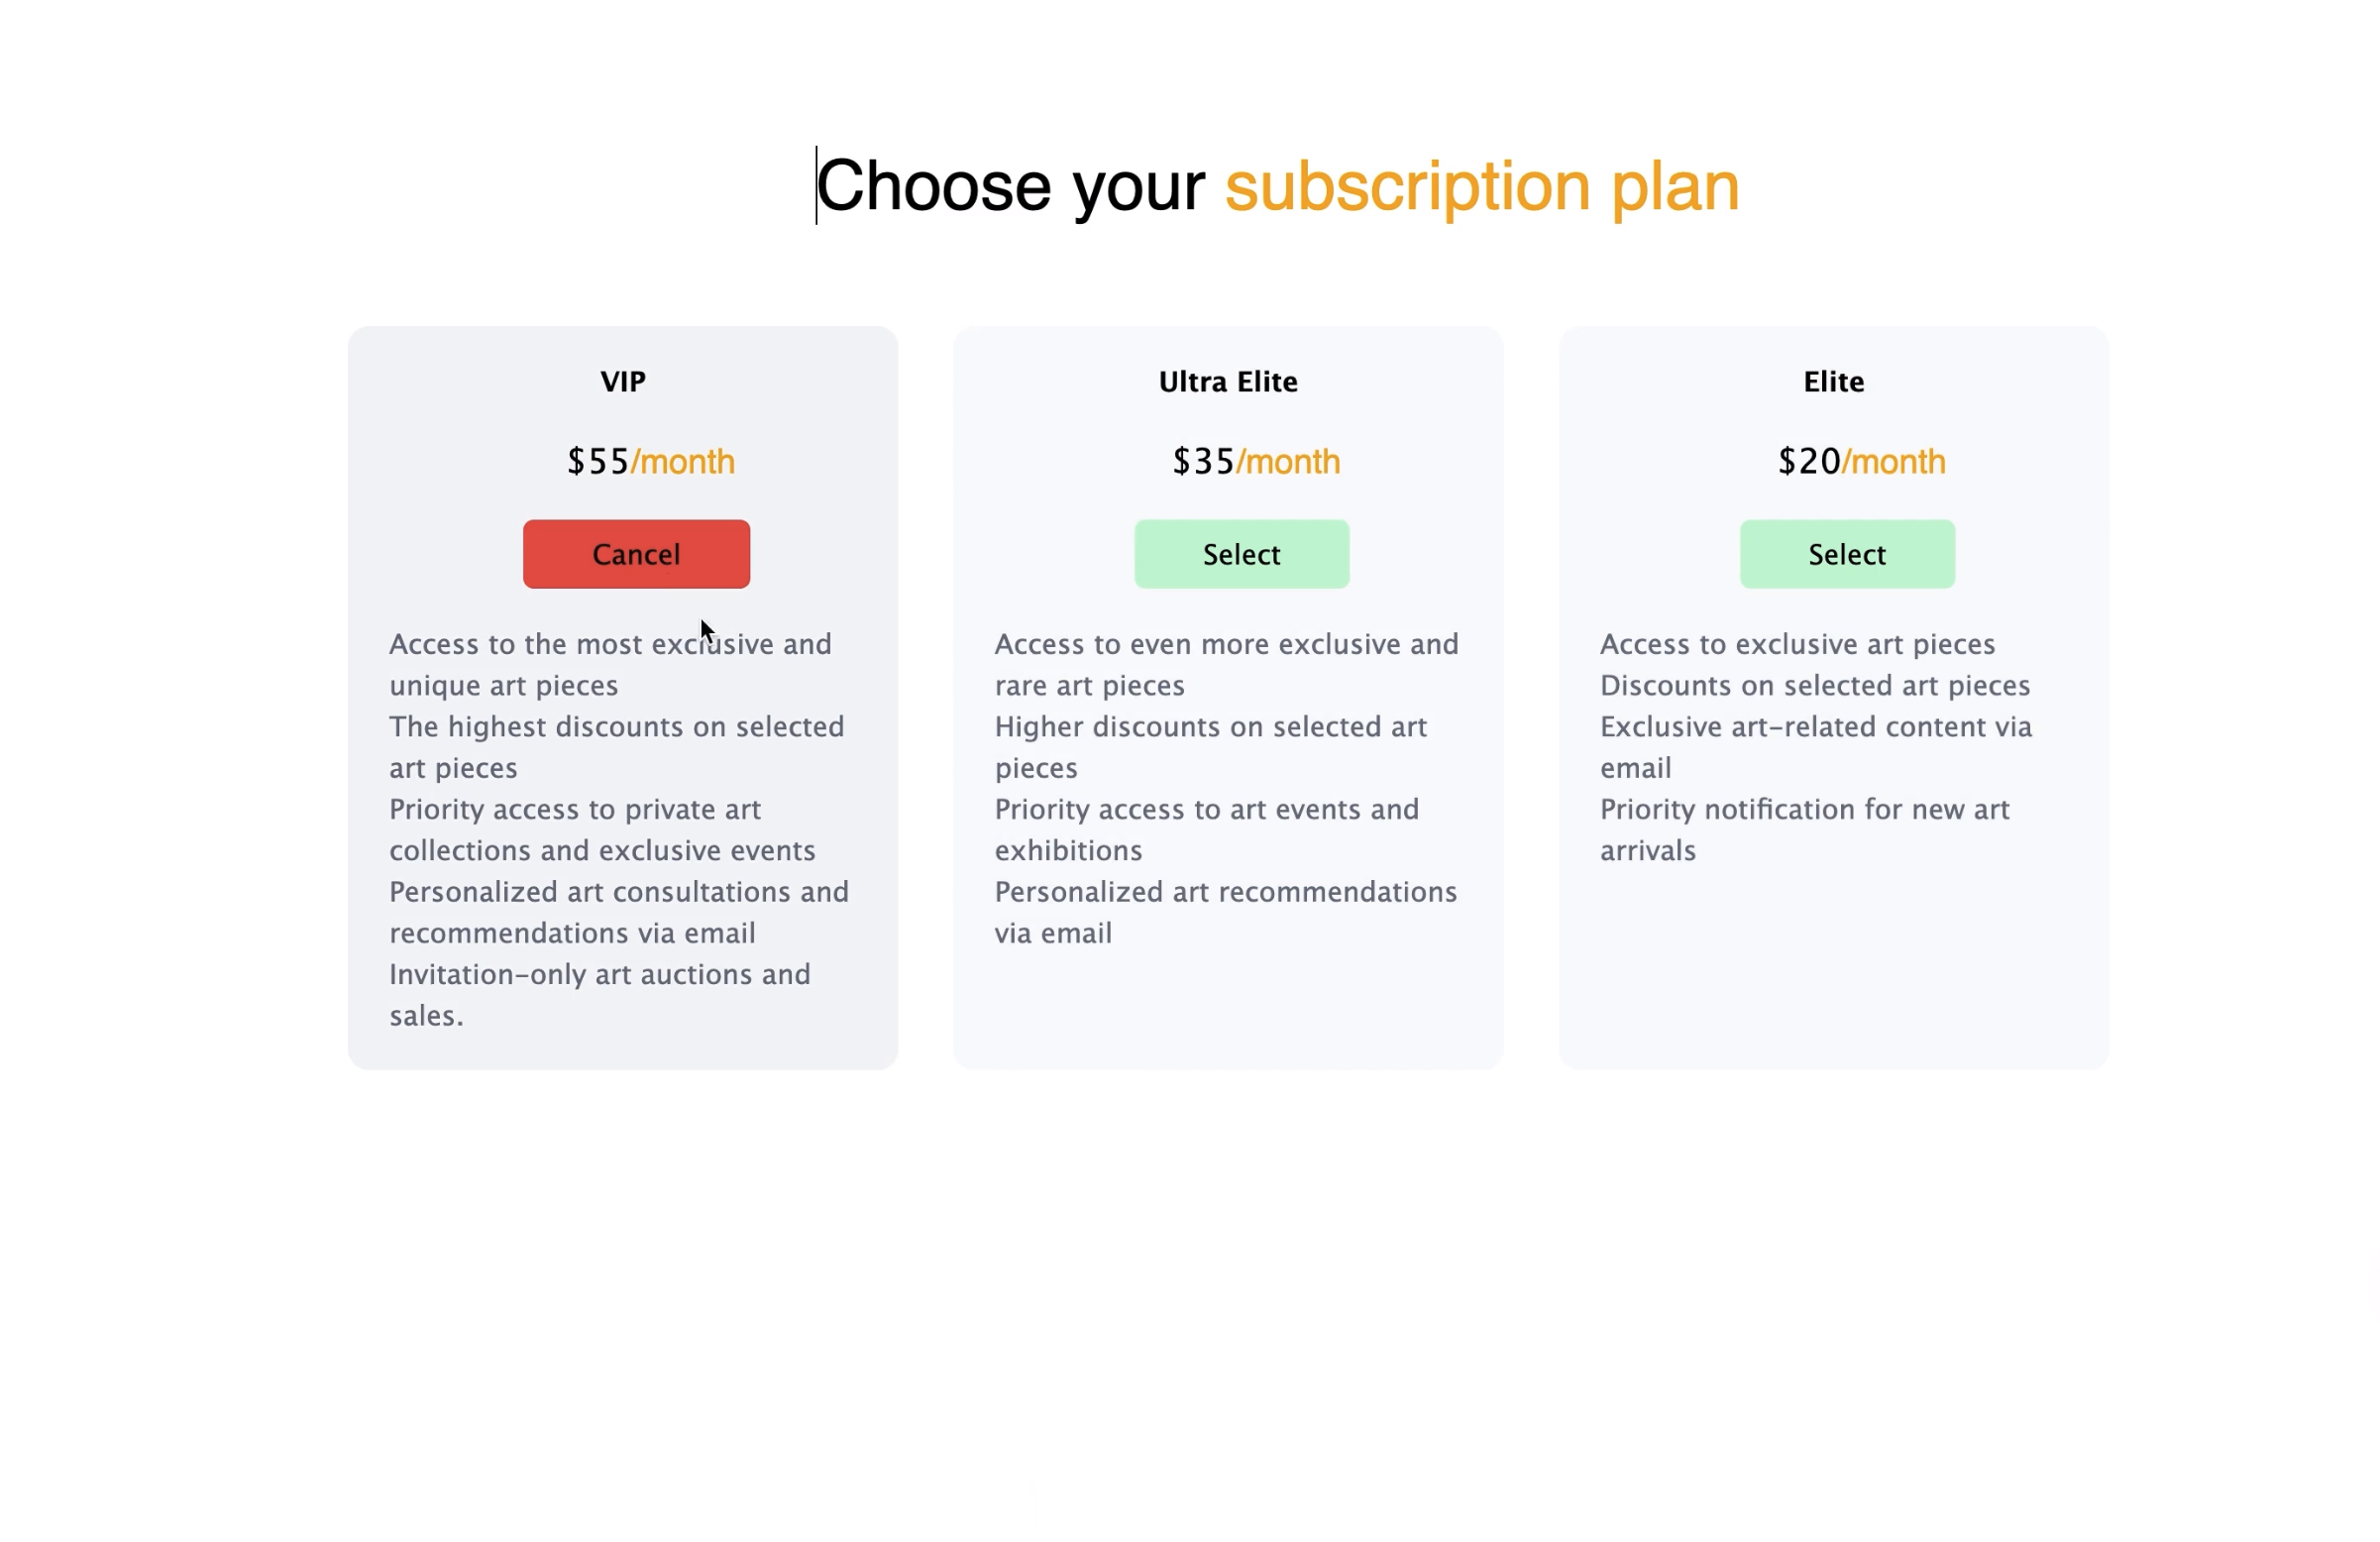 Choose your subscription plan
VIP
$55/month
Cancel
Access to the most exclusive and
unique art pieces
The highest discounts on selected
art pieces
Priority access to private art
collections and exclusive events
Personalized art consultations and
recommendations via email
Invitation-only art auctions and
sales.
Ultra Elite
$35/month
Select
Access to even more exclusive and
rare art pieces
Higher discounts on selected art
pieces
Priority access to art events and
exhibitions
Personalized art recommendations
via email
Elite
$20/month
Select
Access to exclusive art pieces
Discounts on selected art pieces
Exclusive art-related content via
email
Priority notification for new art
arrivals